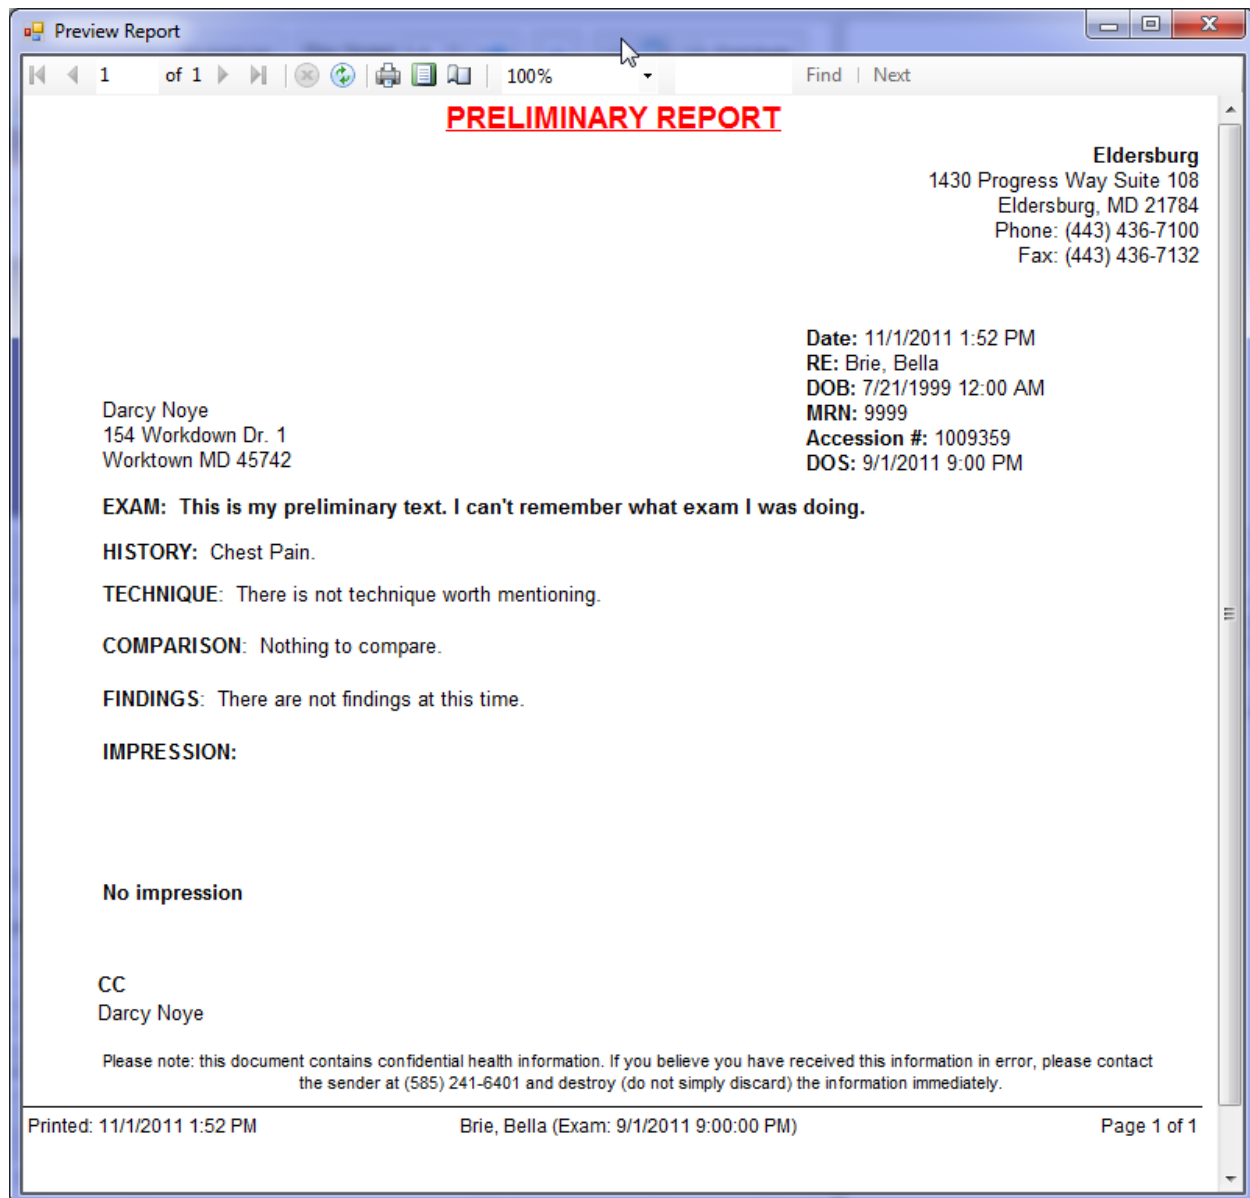 Preview Report
1 of 1 100% Find | Next
PRELIMINARY REPORT
Eldersburg
1430 Progress Way Suite 108
Eldersburg, MD 21784
Phone: (443) 436-7100
Fax: (443) 436-7132
Date: 11/1/2011 1:52 PM
RE: Brie, Bella
DOB: 7/21/1999 12:00 AM
MRN: 9999
Accession #: 1009359
DOS: 9/1/2011 9:00 PM
Darcy Noye
154 Workdown Dr. 1
Worktown MD 45742
EXAM: This is my preliminary text. I can't remember what exam I was doing.
HISTORY: Chest Pain.
TECHNIQUE: There is not technique worth mentioning.
COMPARISON: Nothing to compare.
FINDINGS: There are not findings at this time.
IMPRESSION:
No impression
CC
Darcy Noye
Please note: this document contains confidential health information. If you believe you have received this information in error, please contact
the sender at (585) 241-6401 and destroy (do not simply discard) the information immediately.
Printed: 11/1/2011 1:52 PM Brie, Bella (Exam: 9/1/2011 9:00:00 PM) Page 1 of 1